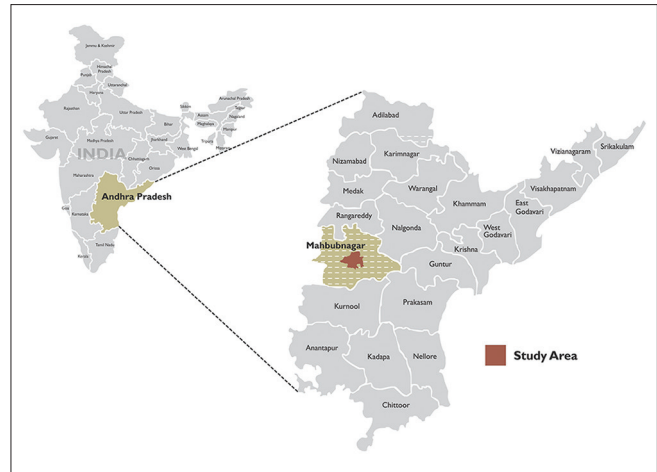 Jammu & Kashmir
Himachal
Pradesh
Punjab
Uttaranchal
Haryana
Arunachal Pradesh
Rajasthan
Uttar Pradesh
Sikkim
Assam
Nagaland
Meghalaya
Manipur
Bihar
Gujrat
Madhya Pradesh
Jharkhand
Tripura
West Bengal
INDIA
Chhattisgarh
Orissa
Maharashtra
Andhra Pradesh
Goa
Karnataka
Tamil Nadu
Kerala
Adilabad
Nizamabad
Karimnagar
Medak
Warangal
Rangareddy
Khammam
Nalgonda
Mahbubnagar
Vizianagaram
Srikakulam
Visakhapatnam
East
Godavari
West
Godavari
Krishna
Guntur
Kurnool
Prakasam
Anantapur
Kadapa
Nellore
Chittoor
Study Area